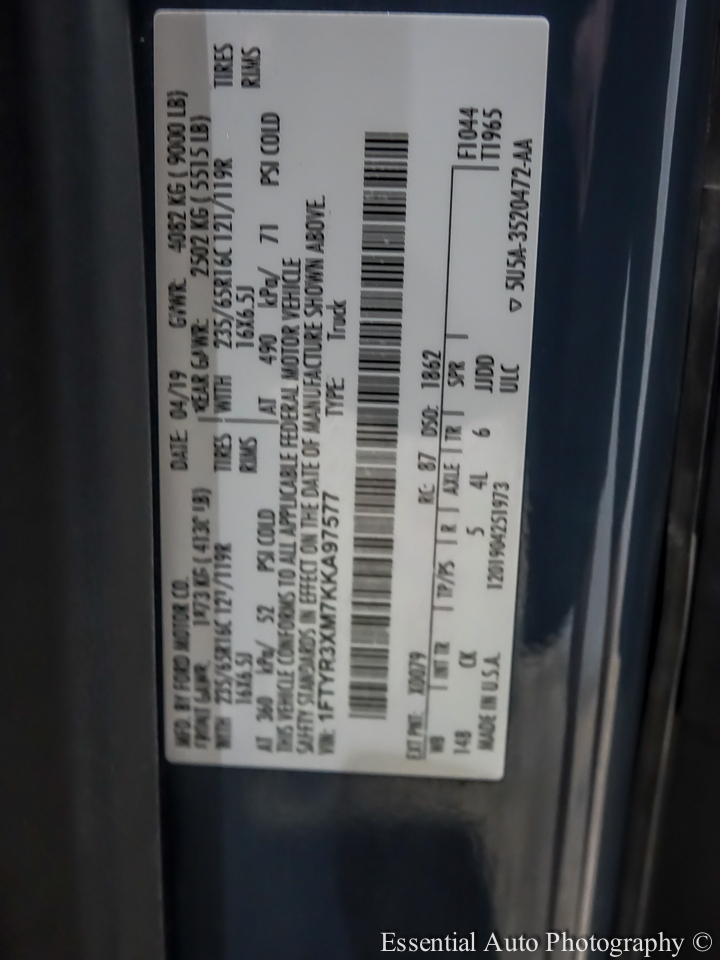 MFD. BY FORD MOTOR CO. DATE: 04/19 GVWR: 4082 KG ( 9000 LB)
FRONT GAWR: 1873 KG ( 4130 LB) REAR GAWR: 2502 KG ( 5515 LB)
WITH 235/65R16C 121/119R TIRES WITH 235/65R16C 121/119R TIRES
16X6.5J RIMS 16X6.5J RIMS
AT 360 kPa/ 52 PSI COLD AT 490 kPa/ 71 PSI COLD
THIS VEHICLE CONFORMS TO ALL APPLICABLE FEDERAL MOTOR VEHICLE
SAFETY STANDARDS IN EFFECT ON THE DATE OF MANUFACTURE SHOWN ABOVE.
VIN: 1FTYR3XM7KKA97577 TYPE: Truck
EXT PNT: X0079 RC: 87 DSO: 1862
WB INT TR TP/PS R AXLE TR SPR F1044
148 CK 5 4L 6 JJDD T1965
MADE IN U.S.A. 1201904251973 ULC ▽ 5U5A-3520472-AA
Essential Auto Photography ©